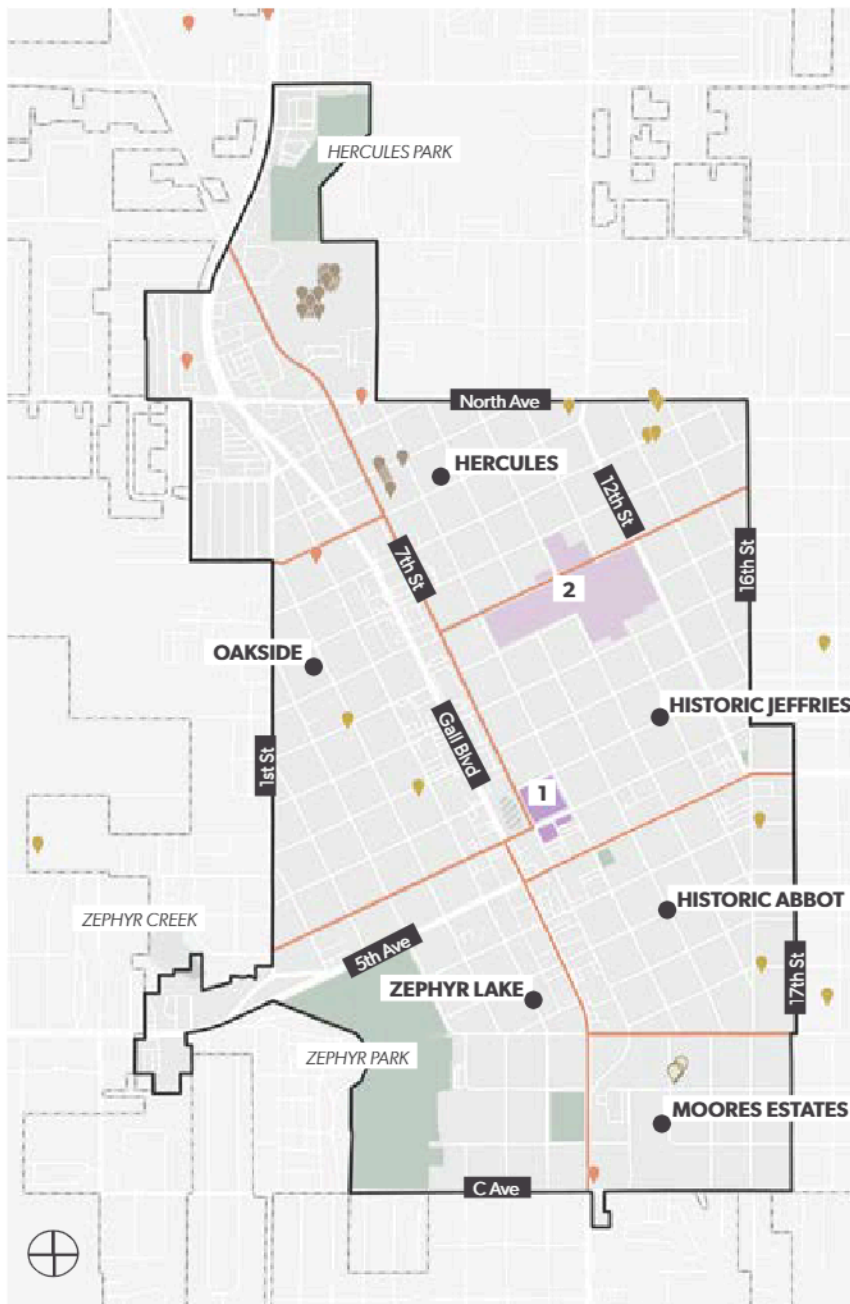 HERCULES PARK
North Ave
HERCULES
12th St
7th St
2
16th St
OAKSIDE
HISTORIC JEFFRIES
Gall Blvd
1st St
1
HISTORIC ABBOT
ZEPHYR CREEK
5th Ave
ZEPHYR LAKE
17th St
ZEPHYR PARK
MOORES ESTATES
C Ave